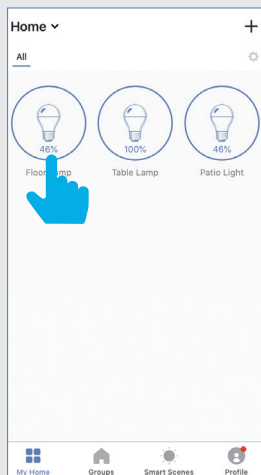 Home
All
46%
100%
46%
Table Lamp
Patio Light
My Home
Groups
Smart Scenes
Profile